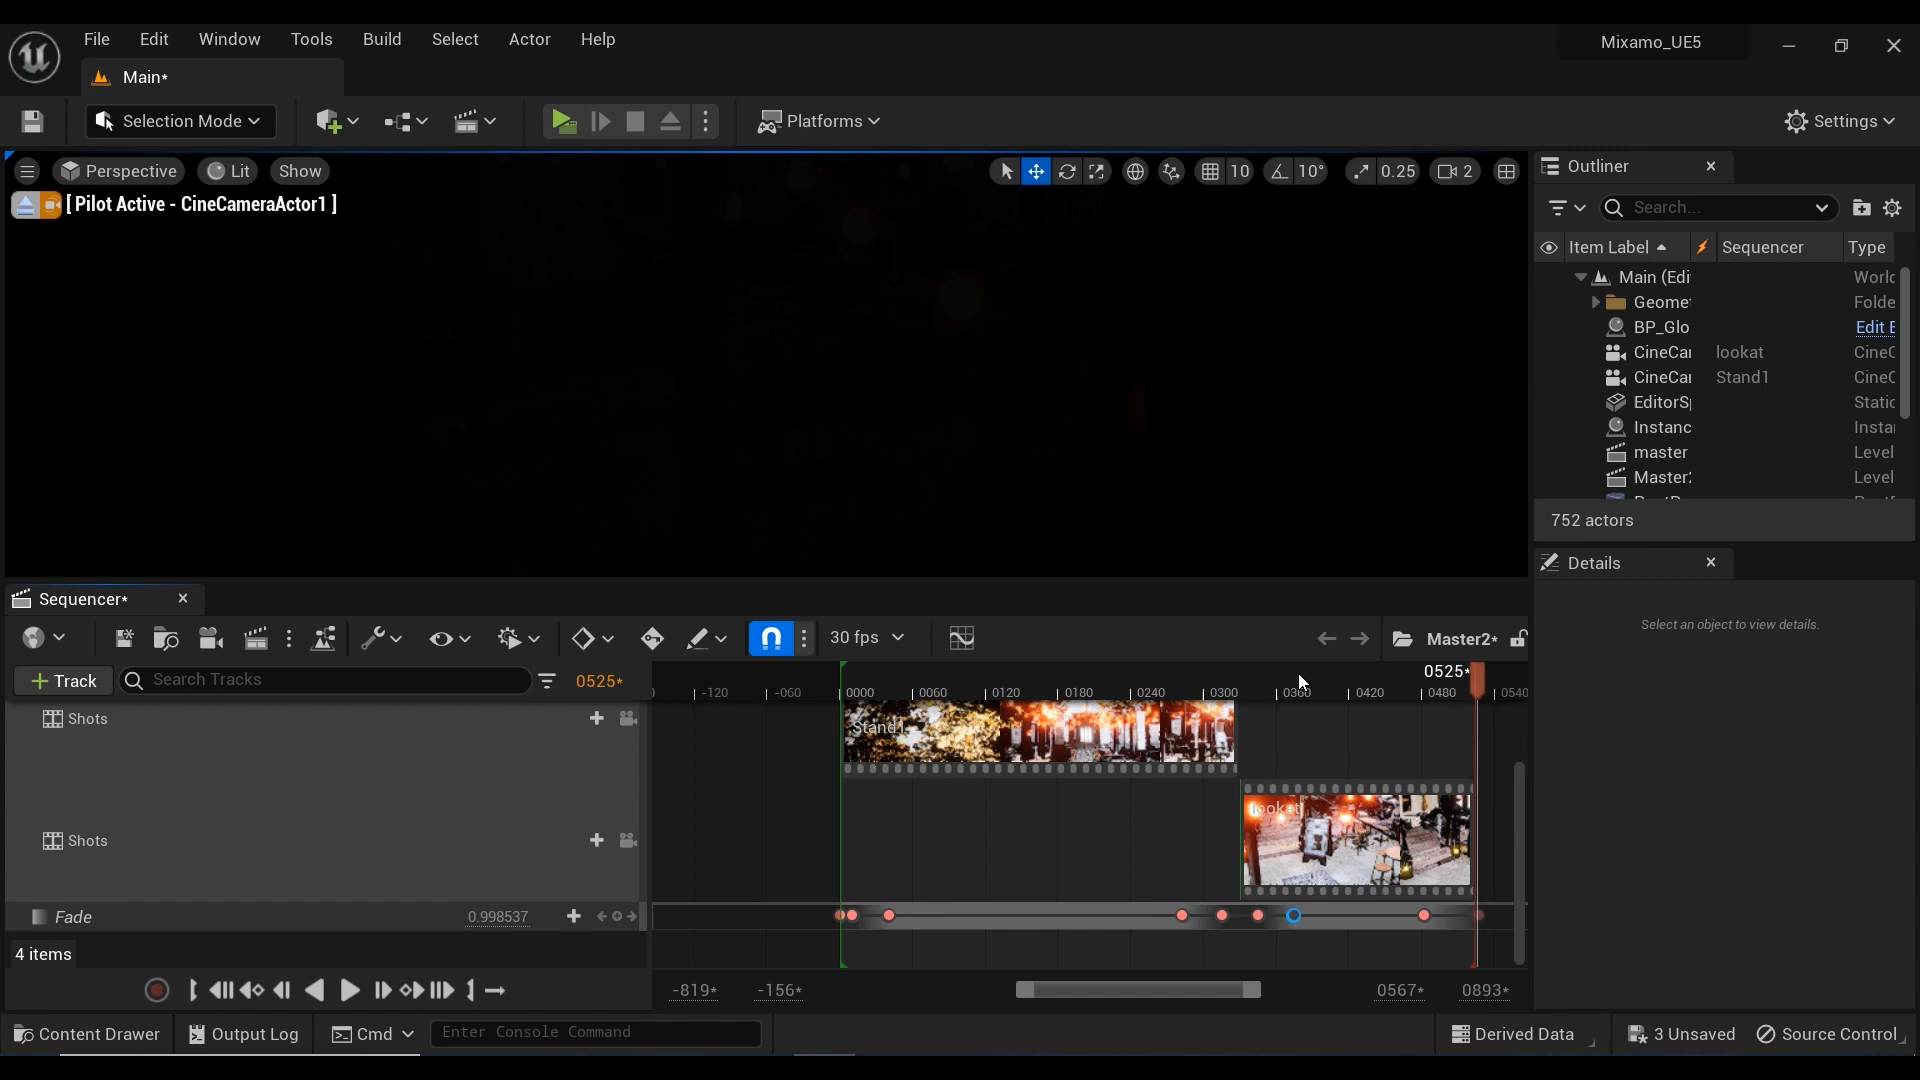 File Edit Window Tools Build Select Actor Help
Mixamo_UE5
Main*
Selection Mode
Platforms
Settings
Perspective Lit Show
10 10° 0.25 2
[ Pilot Active - CineCameraActor1 ]
Outliner
Search...
Item Label Sequencer Type
Main (Edi Worlc
Geome Folde
BP_Glo Edit E
CineCa lookat CineC
CineCa Stand1 CineC
EditorS Static
Instanc Insta
master Level
Master Level
752 actors
Details
Select an object to view details.
Sequencer*
30 fps
Master2*
Track
Search Tracks
0525*
0525*
-120 -060 0000 0060 0120 0180 0240 0300 0360 0420 0480 0540
Shots
Stand1
Shots
lookat
Fade 0.998537
4 items
-819* -156* 0567* 0893*
Content Drawer Output Log Cmd Enter Console Command
Derived Data 3 Unsaved Source Control